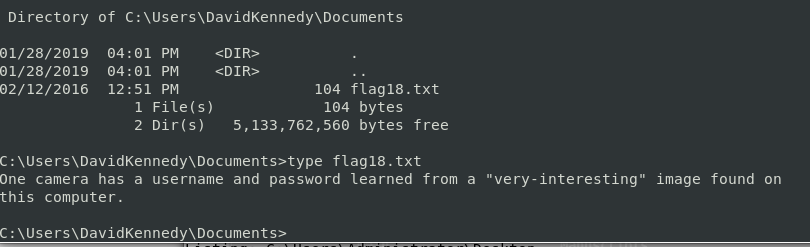 Directory of C:\Users\DavidKennedy\Documents
01/28/2019 04:01 PM <DIR> .
01/28/2019 04:01 PM <DIR> ..
02/12/2016 12:51 PM 104 flag18.txt
1 File(s) 104 bytes
2 Dir(s) 5,133,762,560 bytes free
C:\Users\DavidKennedy\Documents>type flag18.txt
One camera has a username and password learned from a "very-interesting" image found on
this computer.
C:\Users\DavidKennedy\Documents>